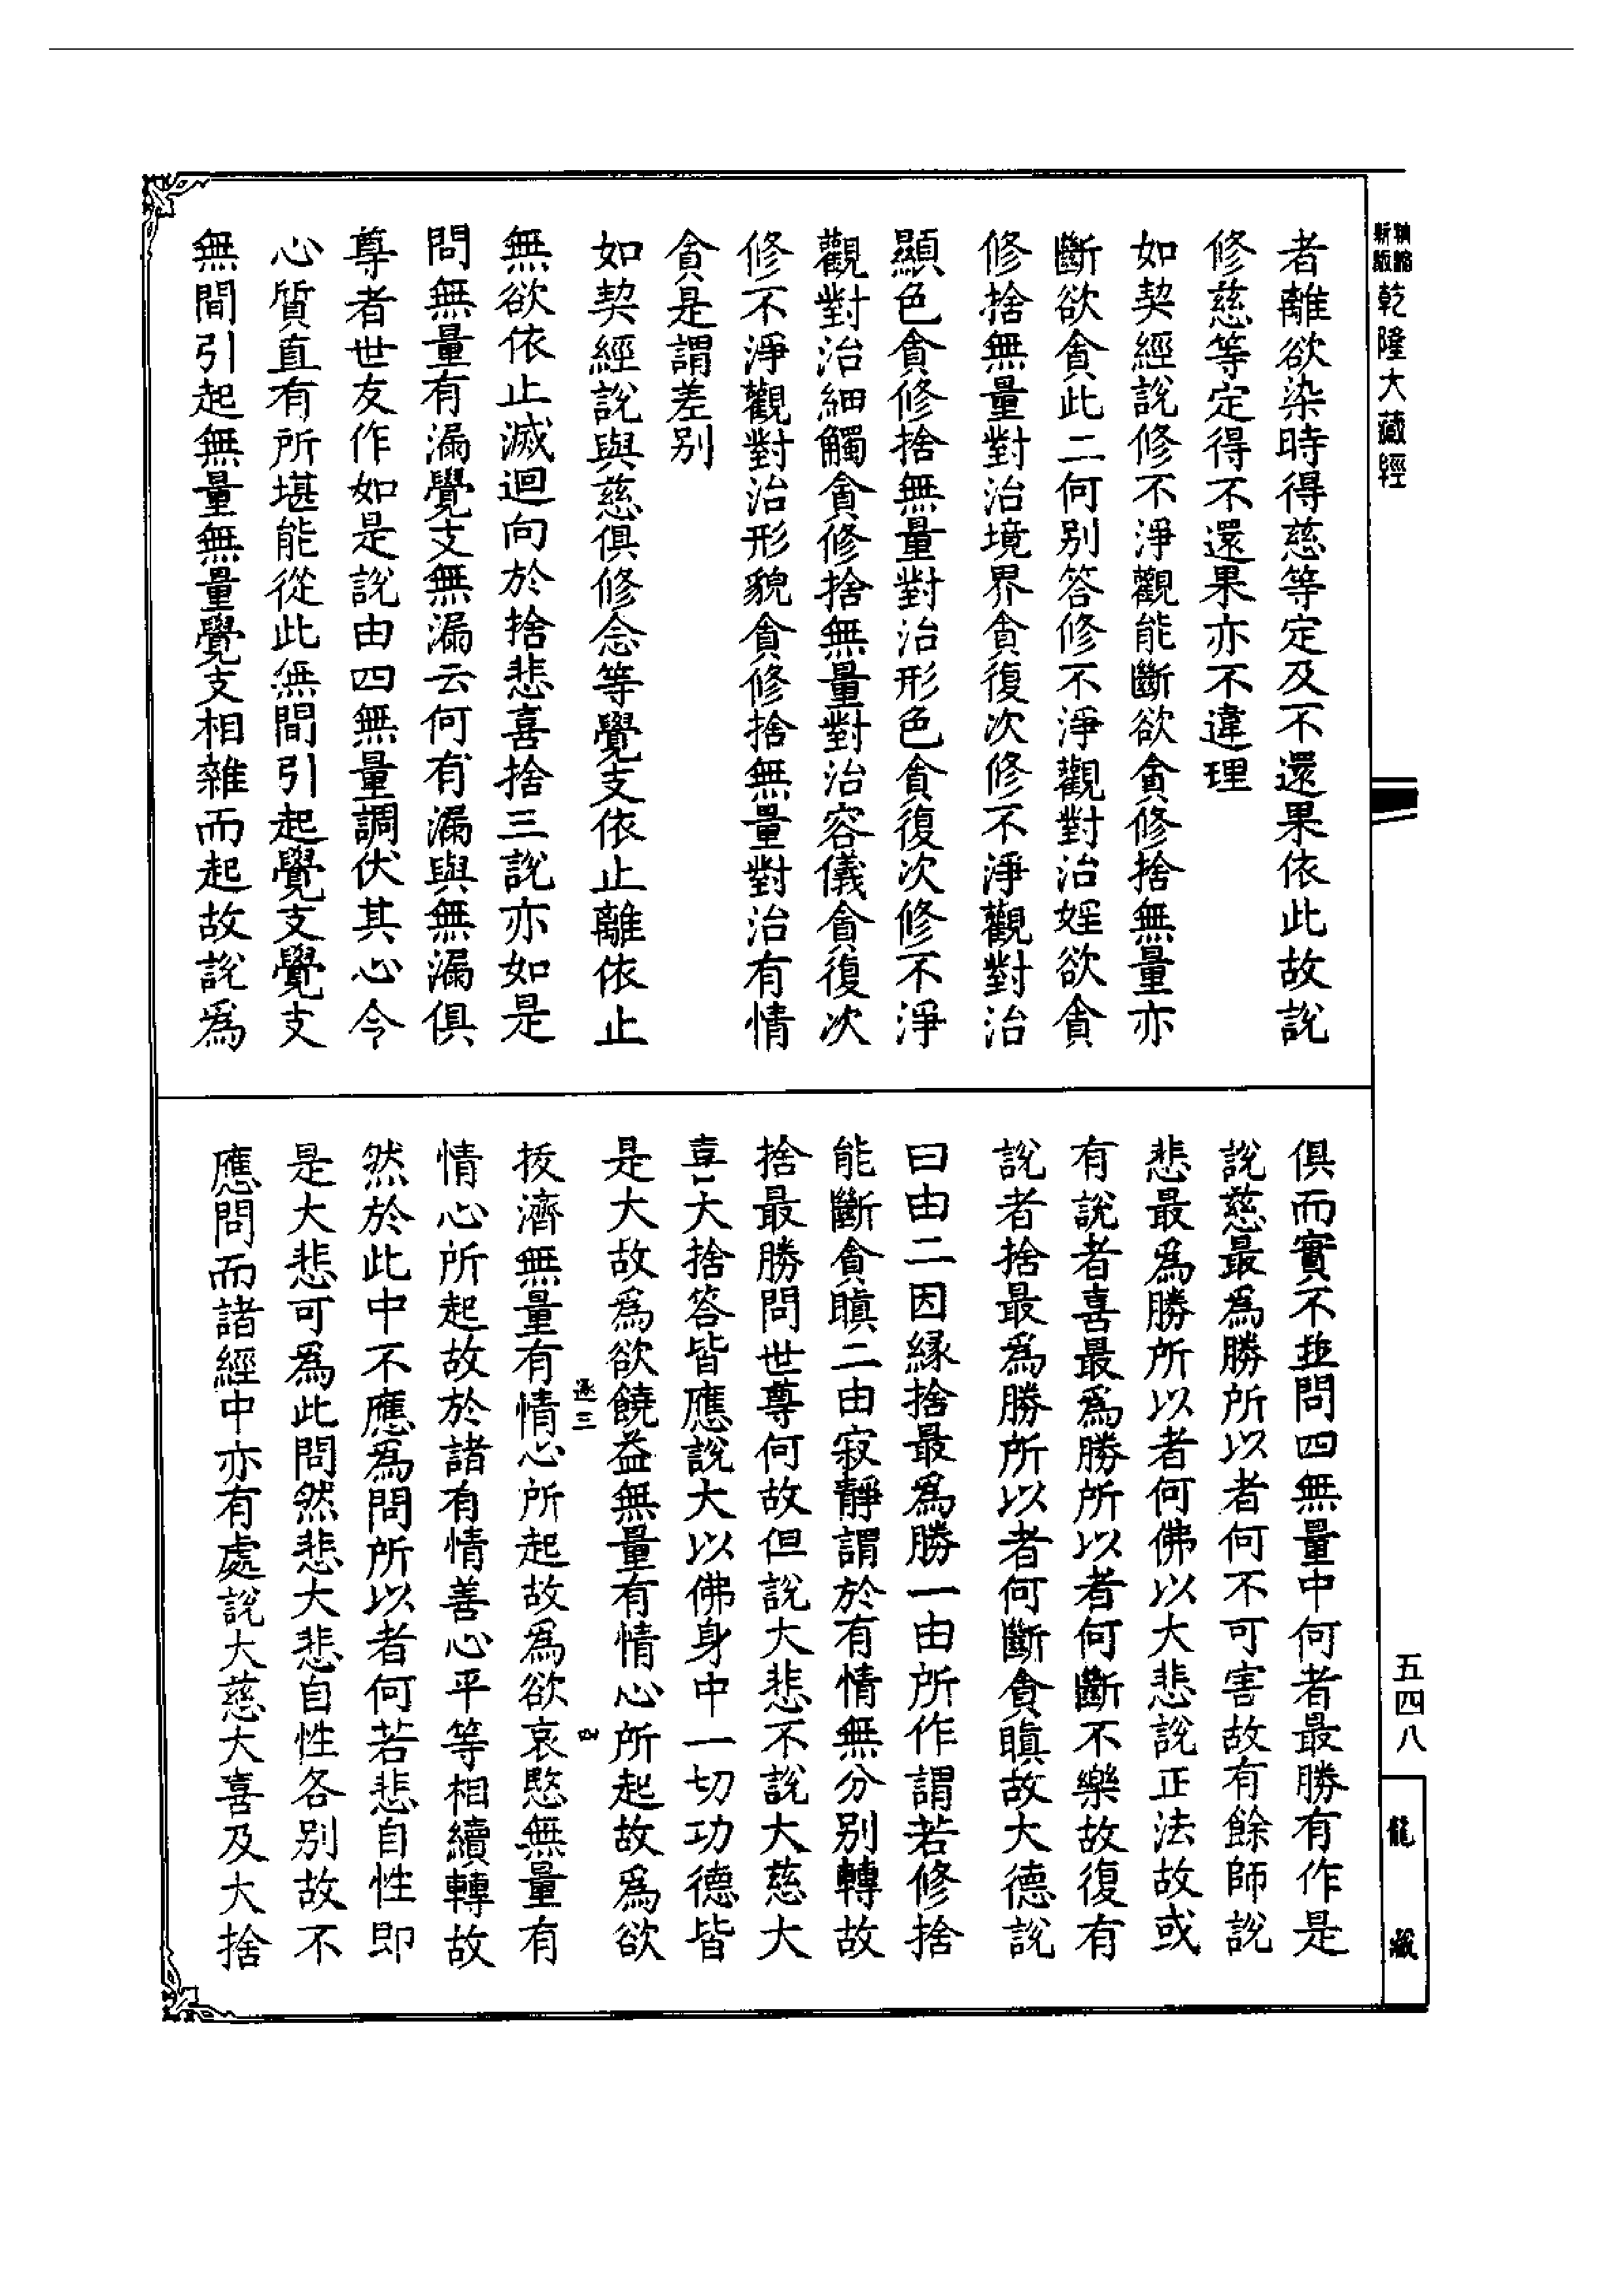 新版精縮乾隆大藏經
者離欲染時得慈等定及不還果依此故說
修慈等定得不還果亦不違理
如契經說修不淨觀能斷欲貪修捨無量亦
斷欲貪此二何别答修不淨觀對治婬欲貪
修捨無量對治境界貪復次修不淨觀對治
顯色貪修捨無量對治形色貪復次修不淨
觀對治細觸貪修捨無量對治容儀貪復次
修不淨觀對治形貌貪修捨無量對治有情
貪是謂差别
如契經說與慈俱修念等覺支依止離依止
無欲依止滅迴向於捨悲喜捨三說亦如是
問無量有漏覺支無漏云何有漏與無漏俱
尊者世友作如是說由四無量調伏其心令
心質直有所堪能從此無間引起覺支覺支
無間引起無量無量覺支相雜而起故說爲
俱而實不並問四無量中何者最勝有作是
說慈最爲勝所以者何不可害故有餘師說
悲最爲勝所以者何佛以大悲說正法故或
有說者喜最爲勝所以者何斷不樂故復有
說者捨最爲勝所以者何斷貪瞋故大德說
曰由二因緣捨最爲勝一由所作謂若修捨
能斷貪瞋二由寂靜謂於有情無分别轉故
捨最勝問世尊何故但說大悲不說大慈大
喜大捨答皆應說大以佛身中一切功德皆
是大故爲欲饒益無量有情心所起故爲欲
逐三
四
拔濟無量有情心所起故爲欲哀愍無量有
情心所起故於諸有情善心平等相續轉故
然於此中不應爲問所以者何若悲自性即
是大悲可爲此問然悲大悲自性各别故不
應問而諸經中亦有處說大慈大喜及大捨
五四八
龍藏